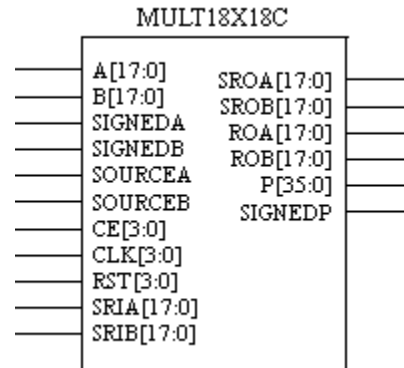 MULT18X18C
A[17:0]
B[17:0]
SIGNEDA
SIGNEDB
SOURCEA
SOURCEB
CE[3:0]
CLK[3:0]
RST[3:0]
SRIA[17:0]
SRIB[17:0]
SROA[17:0]
SROB[17:0]
ROA[17:0]
ROB[17:0]
P[35:0]
SIGNEDP